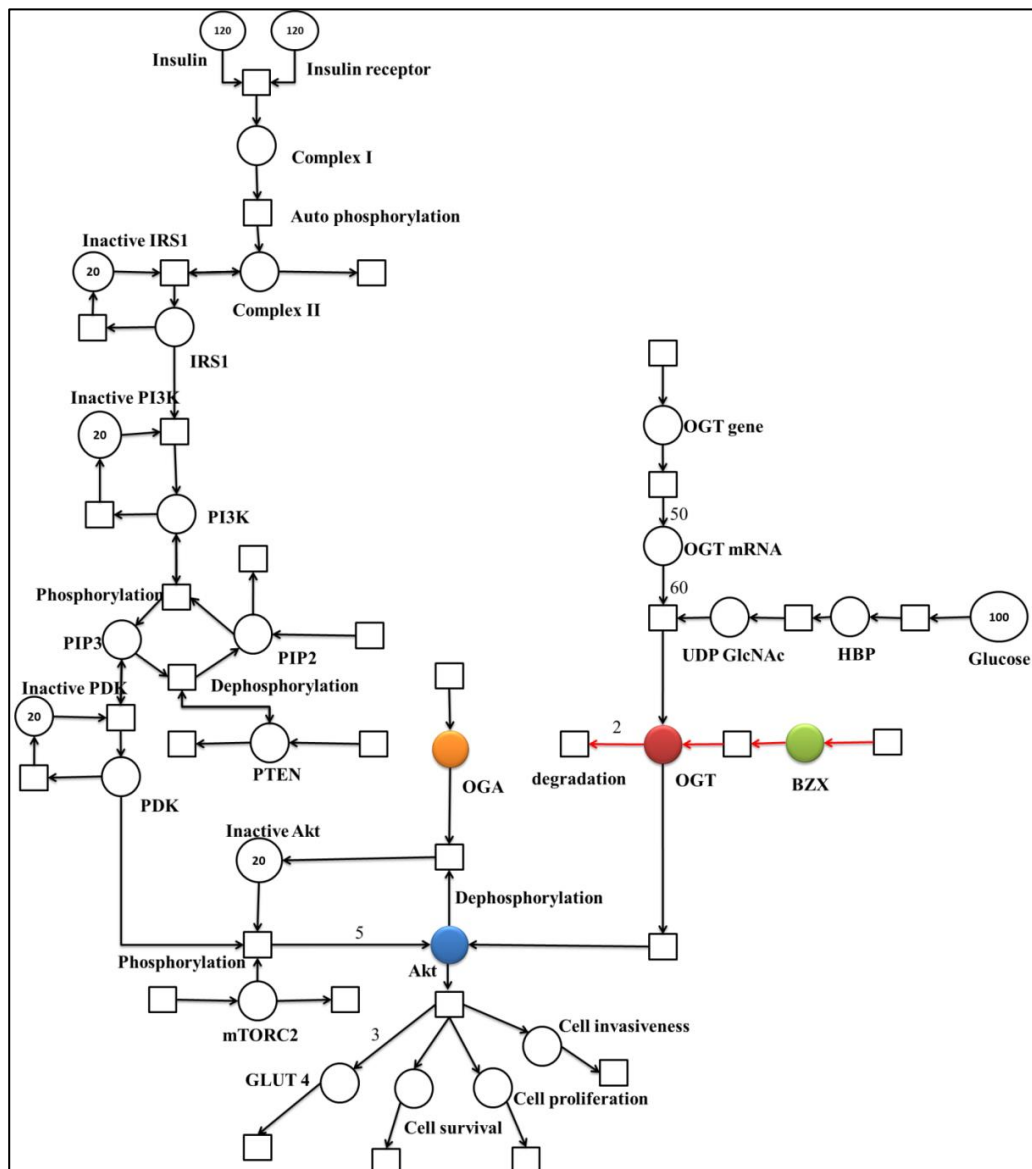 120
120
Insulin
Insulin receptor
Complex I
Auto phosphorylation
Inactive IRS1
20
Complex II
IRS1
Inactive PI3K
20
OGT gene
PI3K
50
OGT mRNA
60
Phosphorylation
100
PIP3
PIP2
UDP GlcNAc
HBP
Glucose
Inactive PDK
Dephosphorylation
20
2
PTEN
degradation
OGT
BZX
OGA
PDK
Inactive Akt
20
Dephosphorylation
5
Phosphorylation
Akt
mTORC2
3
Cell invasiveness
GLUT 4
Cell proliferation
Cell survival